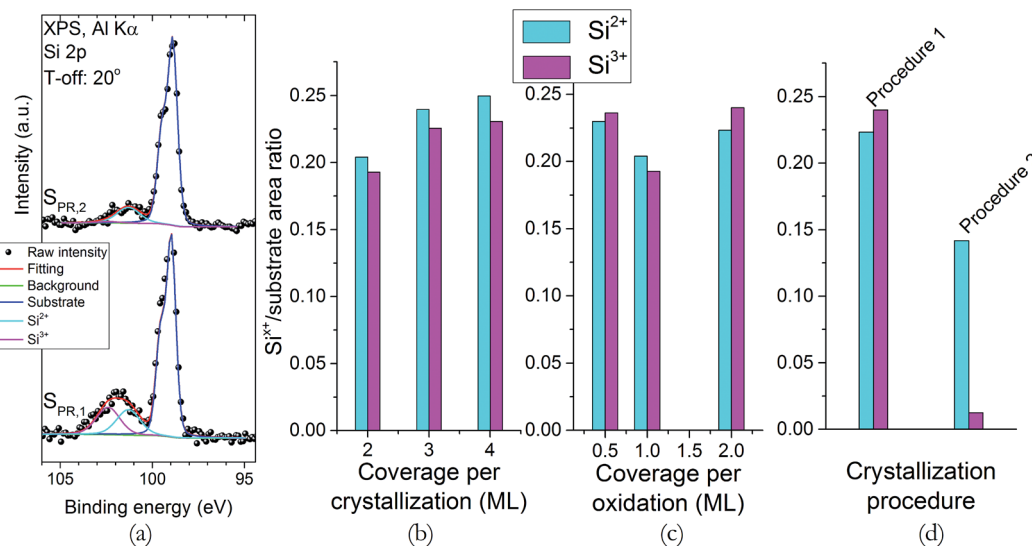 XPS, Al Kα
Si 2p
T-off: 20°
S_PR,2
Raw intensity
Fitting
Background
Substrate
Si²⁺
Si³⁺
S_PR,1
Intensity (a.u.)
105 99 95
Binding energy (eV)
(a)
Si²⁺
Si³⁺
Siˣ⁺/substrate area ratio
0.25
0.20
0.15
0.10
0.05
0.00
2 3 4
Coverage per
crystallization (ML)
(b)
0.25
0.20
0.15
0.10
0.05
0.00
0.5 1.0 1.5 2.0
Coverage per
oxidation (ML)
(c)
Procedure 1
Procedure 2
0.25
0.20
0.15
0.10
0.05
0.00
Crystallization
procedure
(d)